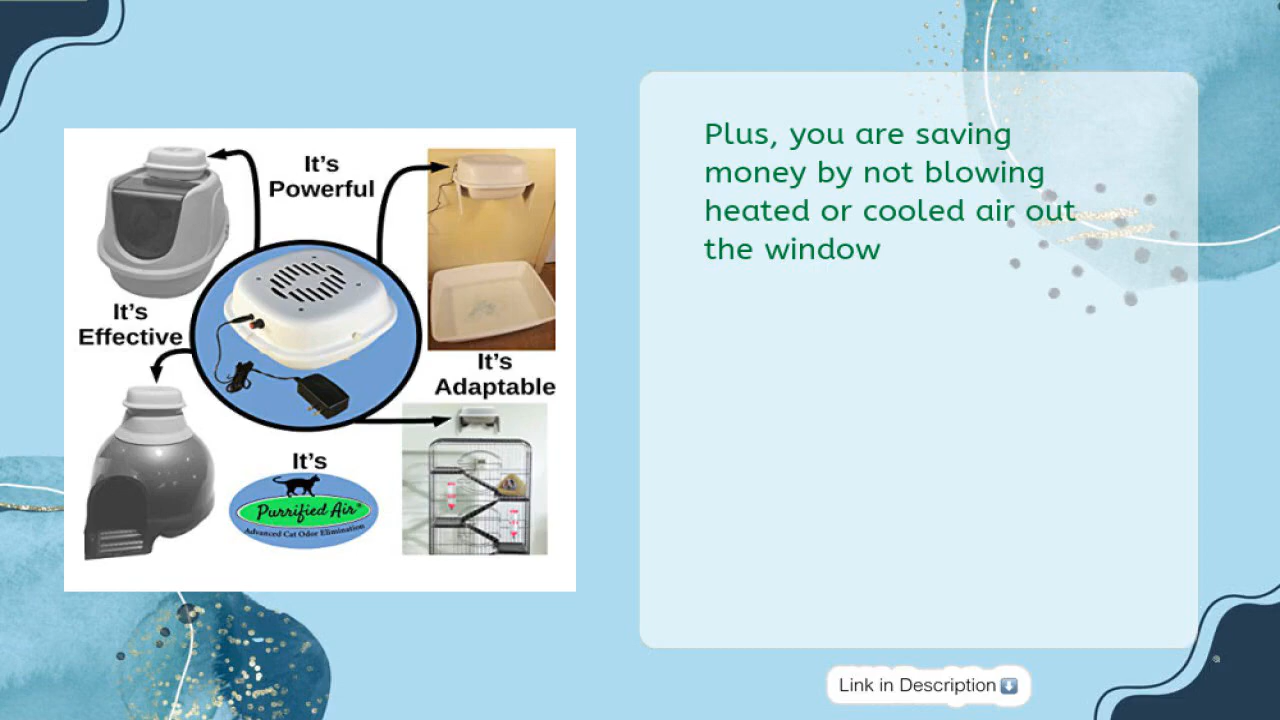 It's
Powerful
It's
Effective
It's
Adaptable
It's
Purrified Air®
Advanced Cat Odor Elimination
Plus, you are saving
money by not blowing
heated or cooled air out
the window
Link in Description